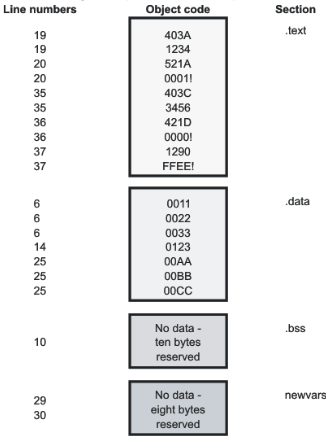 Line numbers Object code Section
19 403A .text
19 1234
20 521A
20 0001!
35 403C
35 3456
36 421D
36 0000!
37 1290
37 FFEE!
6 0011 .data
6 0022
6 0033
14 0123
25 00AA
25 00BB
25 00CC
No data - .bss
10 ten bytes
reserved
29 No data - newvars
30 eight bytes
reserved